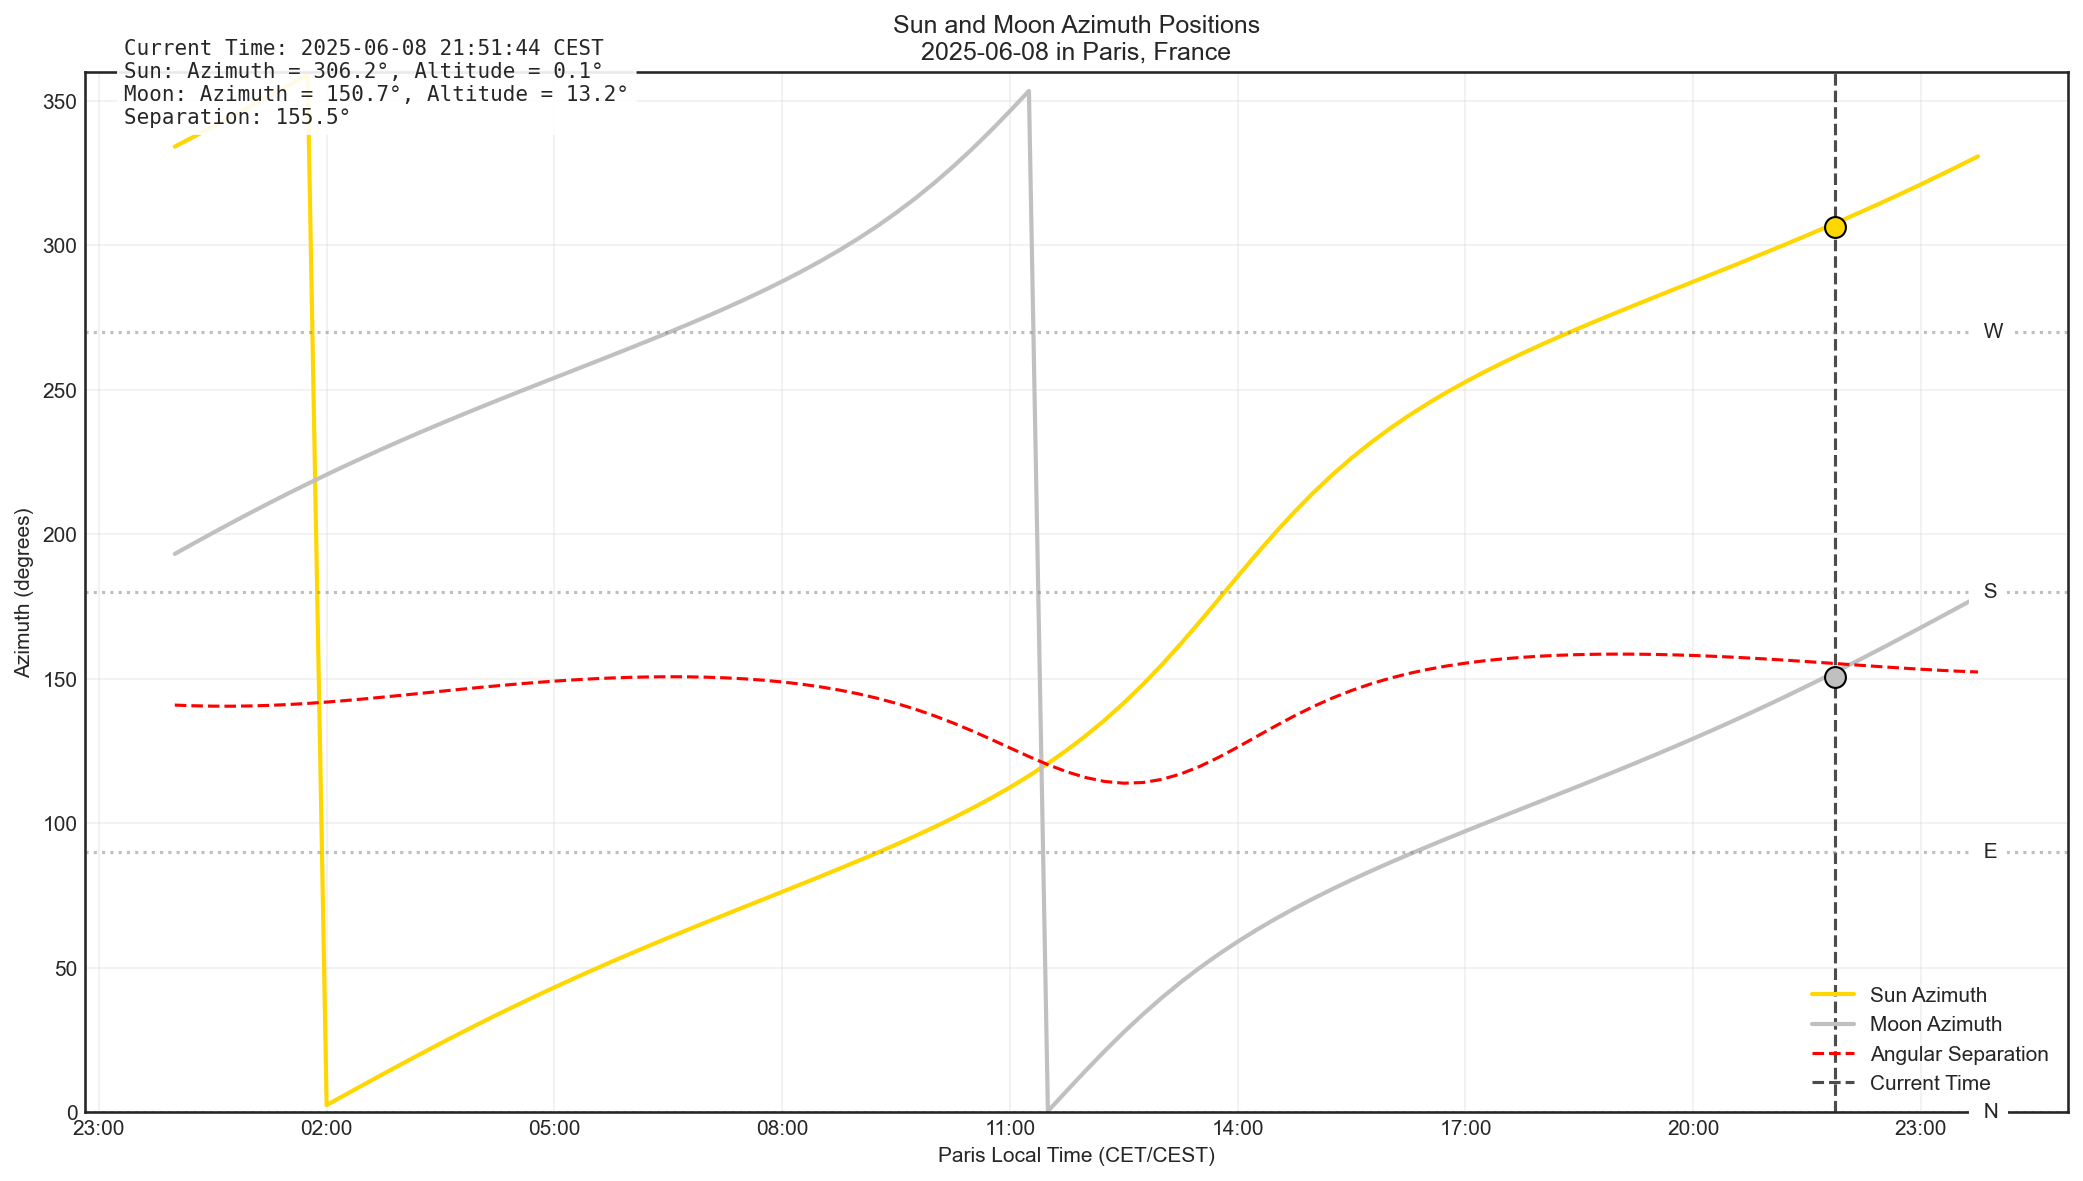 Sun and Moon Azimuth Positions
2025-06-08 in Paris, France
Current Time: 2025-06-08 21:51:44 CEST
Sun: Azimuth = 306.2°, Altitude = 0.1°
Moon: Azimuth = 150.7°, Altitude = 13.2°
Separation: 155.5°
Azimuth (degrees)
350
300
250
200
150
100
50
0
W
S
E
N
Sun Azimuth
Moon Azimuth
Angular Separation
Current Time
23:00 02:00 05:00 08:00 11:00 14:00 17:00 20:00 23:00
Paris Local Time (CET/CEST)